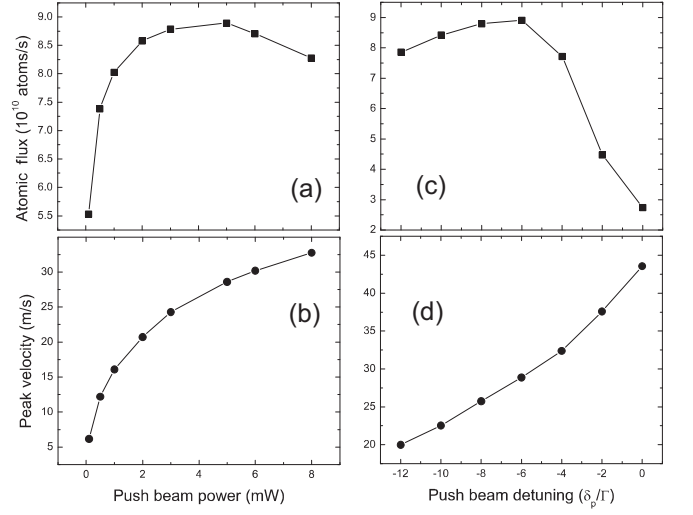 Atomic flux (10¹⁰ atoms/s)
9.0
8.5
8.0
7.5
7.0
6.5
6.0
5.5
(a)
9
8
7
6
5
4
3
2
(c)
Peak velocity (m/s)
30
25
20
15
10
5
(b)
0 2 4 6 8
Push beam power (mW)
45
40
35
30
25
20
(d)
-12 -10 -8 -6 -4 -2 0
Push beam detuning (δp/Γ)